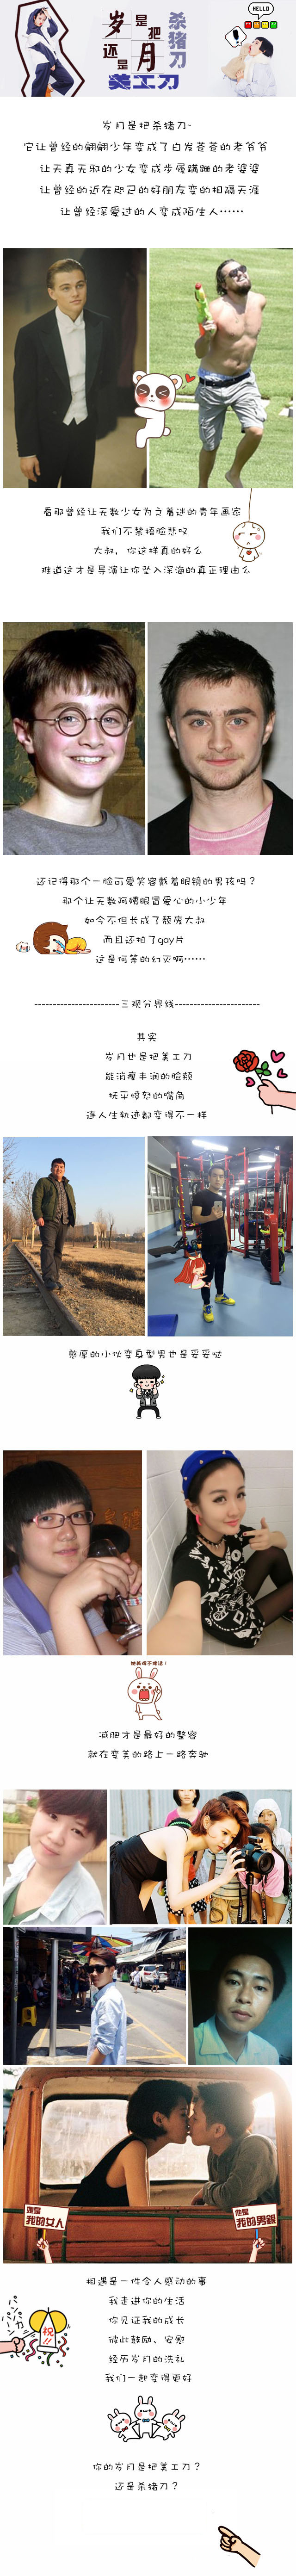 岁是把杀猪刀
还是月
美工刀
HELLO
岁月是把杀猪刀-
它让曾经的翩翩少年变成了白发苍苍的老爷爷
让天真无邪的少女变成步履蹒跚的老婆婆
让曾经的近在咫尺的好朋友变的相隔天涯
让曾经深爱过的人变成陌生人……
看那曾经让无数少女为之着迷的青年画家
我们不禁捂脸悲叹
大叔，你这样真的好么
难道这才是导演让你坠入深海的真正理由么
还记得那个一脸可爱笑容戴着眼镜的男孩吗？
那个让无数阿姨眼冒爱心的小少年
如今不但长成了颓废大叔
而且还拍了gay片
这是何等的幻灭啊……
-----------------------三观分界线-----------------------
其实
岁月也是把美工刀
能消瘦丰润的脸颊
抚平愤怒的嘴角
连人生轨迹都变得不一样
憨厚的小伙变身型男也是妥妥哒
她美得不像话！
减肥才是最好的整容
就在变美的路上一路奔驰
她是
我的女人
他是
我的男银
相遇是一件令人感动的事
我走进你的生活
你见证我的成长
彼此鼓励、安慰
经历岁月的洗礼
我们一起变得更好
祝!!
你的岁月是把美工刀？
还是杀猪刀？